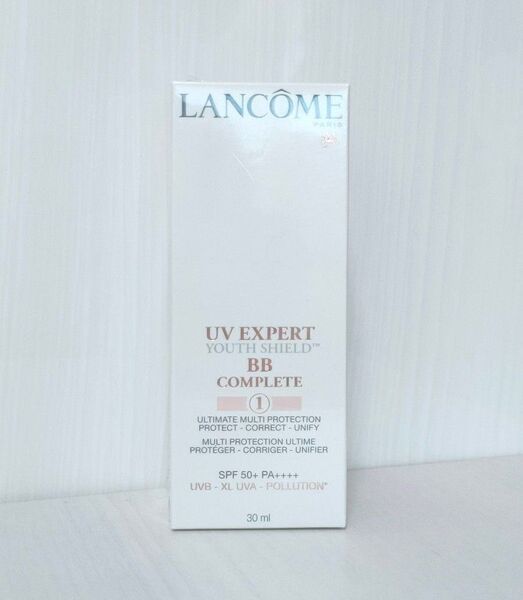 LANCÔME
PARIS
UV EXPERT
YOUTH SHIELD™
BB
COMPLETE
1
ULTIMATE MULTI PROTECTION
PROTECT - CORRECT - UNIFY
MULTI PROTECTION ULTIME
PROTÉGER - CORRIGER - UNIFIER
SPF 50+ PA++++
UVB - XL UVA - POLLUTION*
30 ml